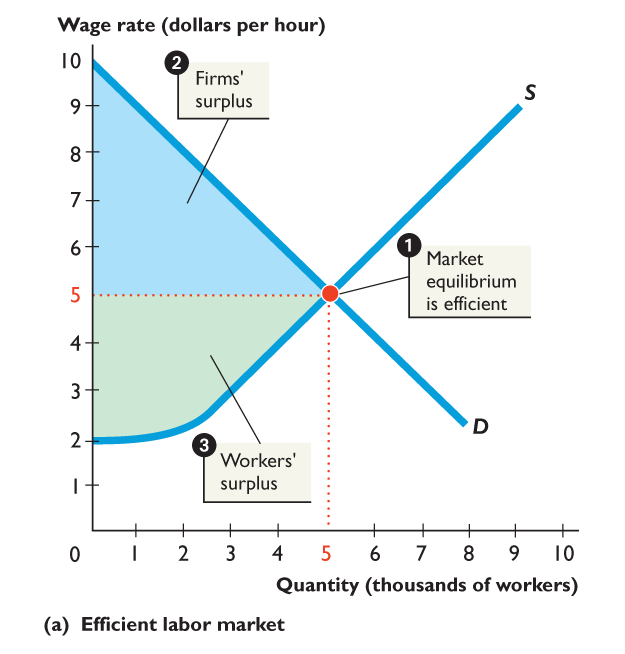 Wage rate (dollars per hour)
10
9
8
7
6
5
4
3
2
1
0
1 2 3 4 5 6 7 8 9 10
2
Firms'
surplus
S
1
Market
equilibrium
is efficient
D
3
Workers'
surplus
Quantity (thousands of workers)
(a) Efficient labor market